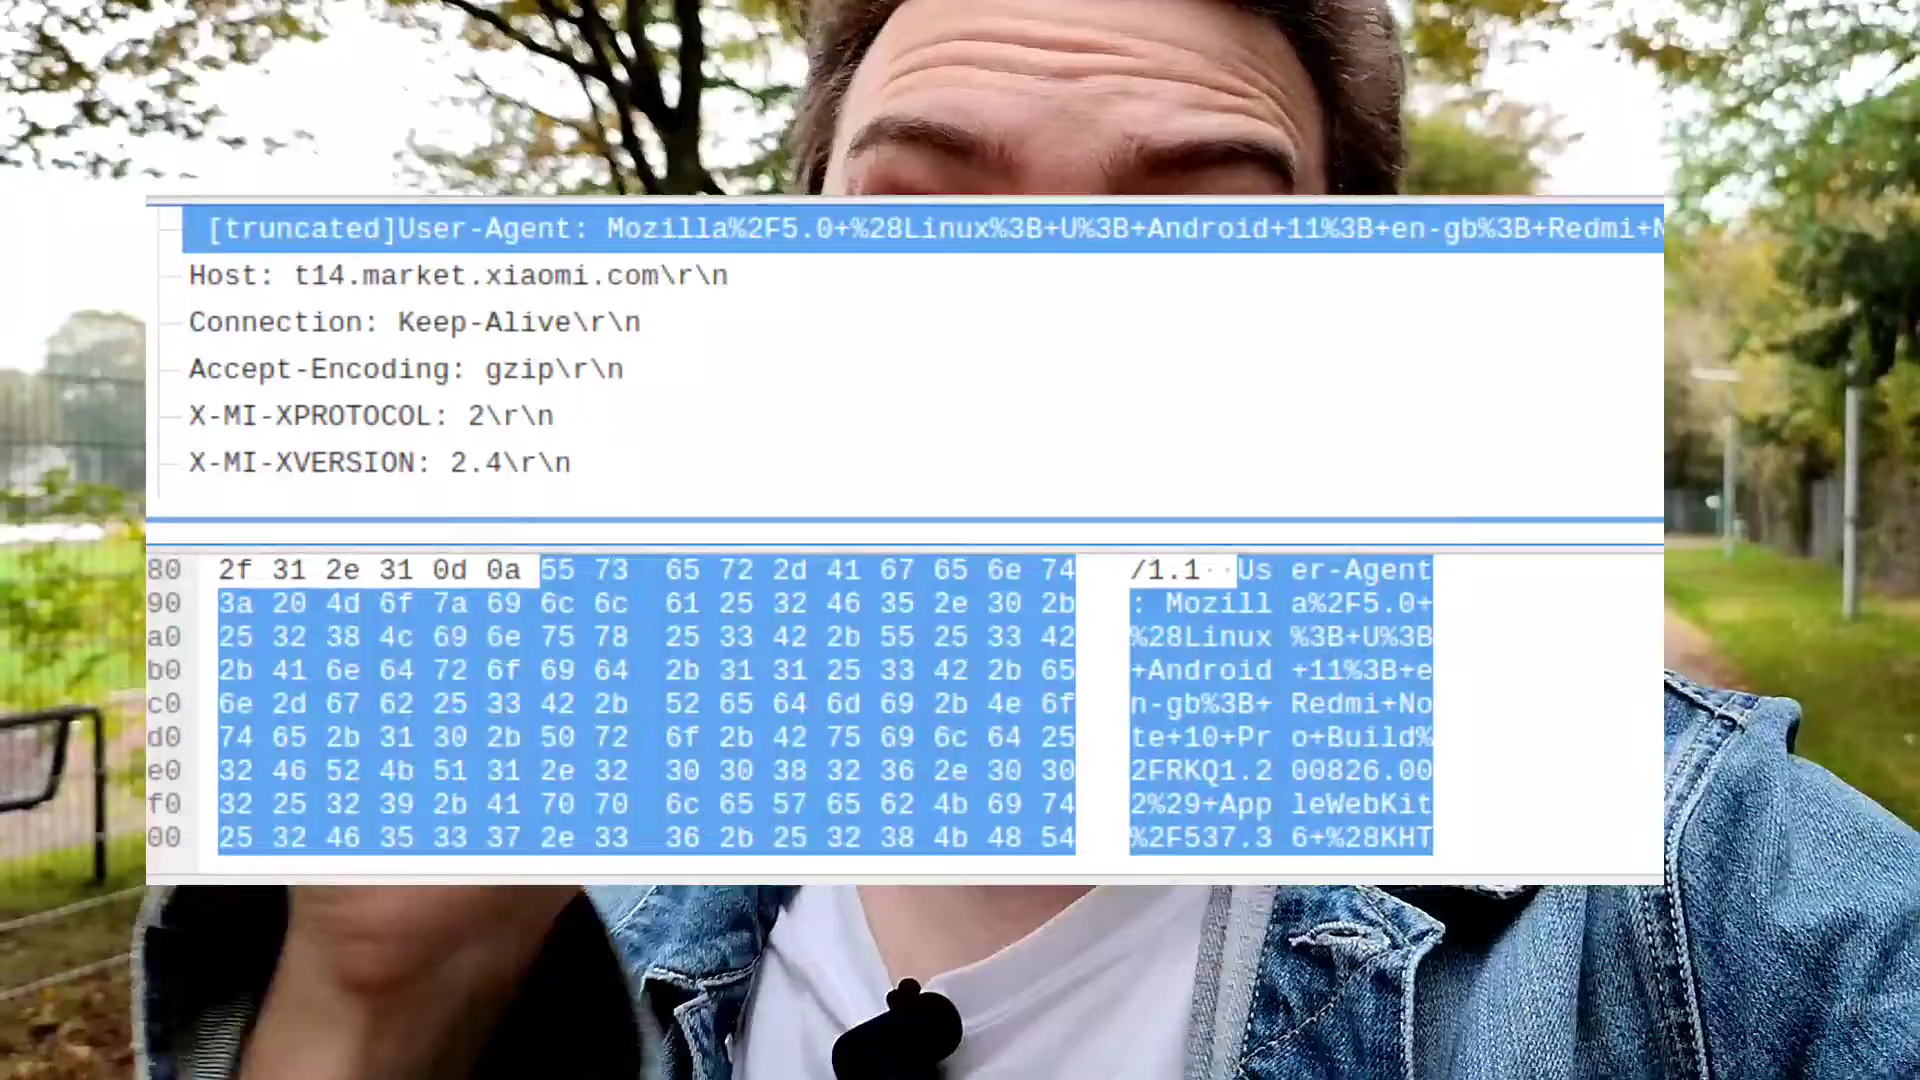 [truncated]User-Agent: Mozilla%2F5.0+%28Linux%3B+U%3B+Android+11%3B+en-gb%3B+Redmi+N
Host: t14.market.xiaomi.com\r\n
Connection: Keep-Alive\r\n
Accept-Encoding: gzip\r\n
X-MI-XPROTOCOL: 2\r\n
X-MI-XVERSION: 2.4\r\n
80 2f 31 2e 31 0d 0a 55 73 65 72 2d 41 67 65 6e 74 /1.1··Us er-Agent
90 3a 20 4d 6f 7a 69 6c 6c 61 25 32 46 35 2e 30 2b : Mozill a%2F5.0+
a0 25 32 38 4c 69 6e 75 78 25 33 42 2b 55 25 33 42 %28Linux %3B+U%3B
b0 2b 41 6e 64 72 6f 69 64 2b 31 31 25 33 42 2b 65 +Android +11%3B+e
c0 6e 2d 67 62 25 33 42 2b 52 65 64 6d 69 2b 4e 6f n-gb%3B+ Redmi+No
d0 74 65 2b 31 30 2b 50 72 6f 2b 42 75 69 6c 64 25 te+10+Pr o+Build%
e0 32 46 52 4b 51 31 2e 32 30 30 38 32 36 2e 30 30 2FRKQ1.2 00826.00
f0 32 25 32 39 2b 41 70 70 6c 65 57 65 62 4b 69 74 2%29+App leWebKit
00 25 32 46 35 33 37 2e 33 36 2b 25 32 38 4b 48 54 %2F537.3 6+%28KHT